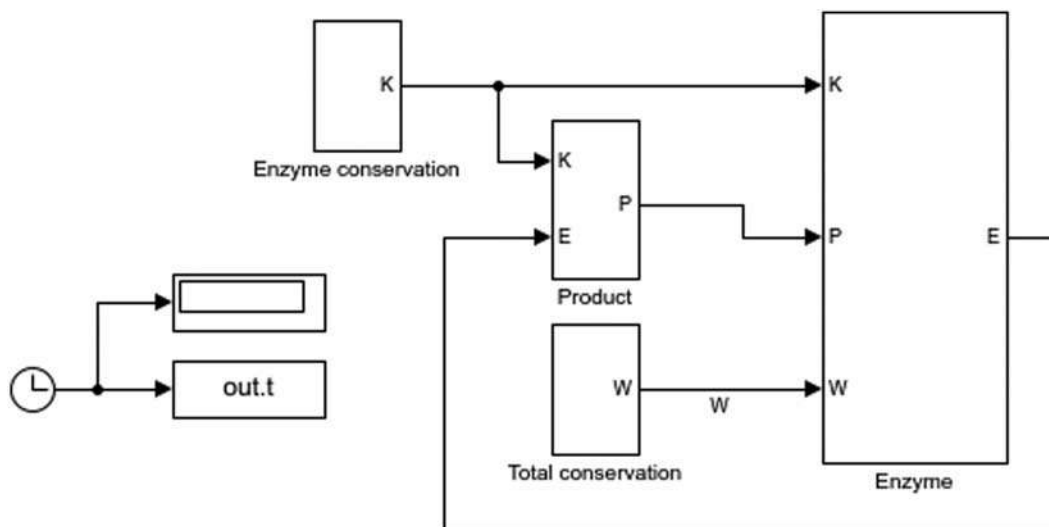 K
K
Enzyme conservation
K
P
P
E
E
Product
out.t
W
W
W
Total conservation
Enzyme